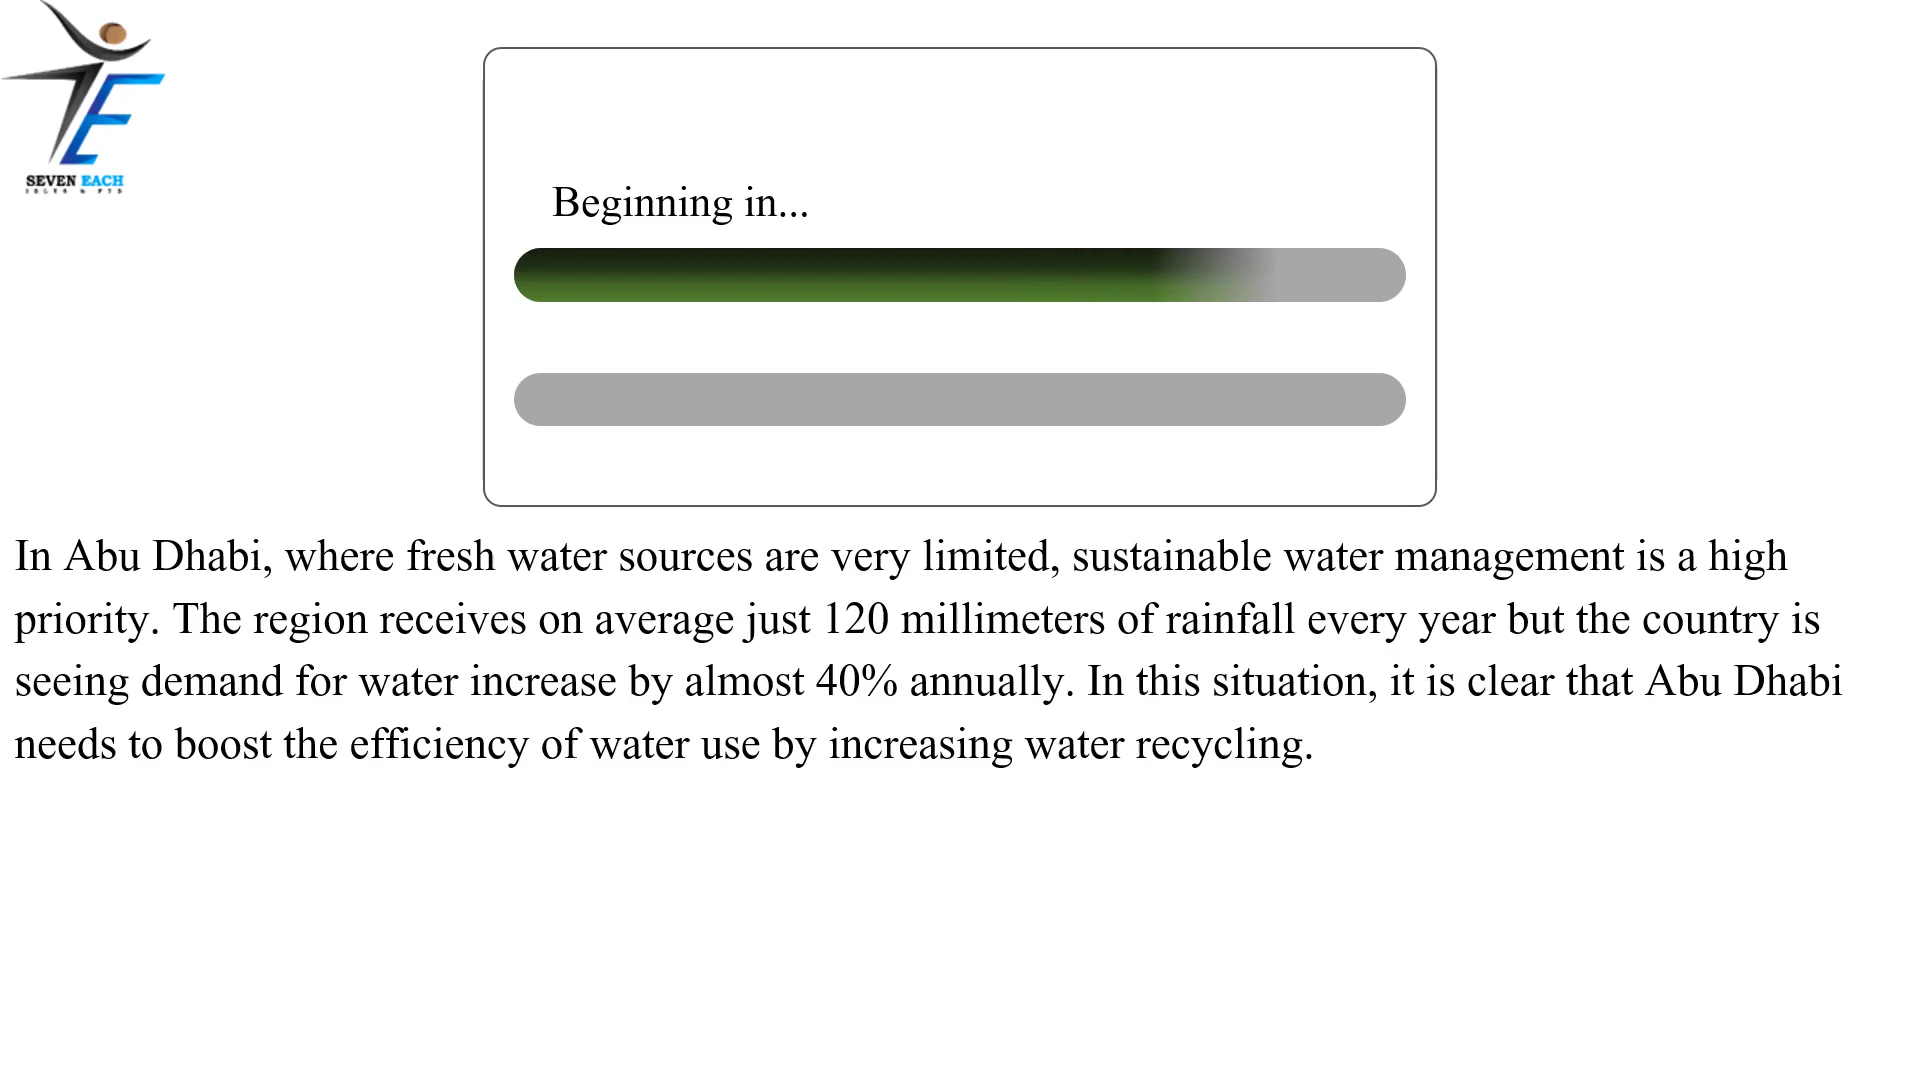 SEVEN EACH
Beginning in...
In Abu Dhabi, where fresh water sources are very limited, sustainable water management is a high
priority. The region receives on average just 120 millimeters of rainfall every year but the country is
seeing demand for water increase by almost 40% annually. In this situation, it is clear that Abu Dhabi
needs to boost the efficiency of water use by increasing water recycling.